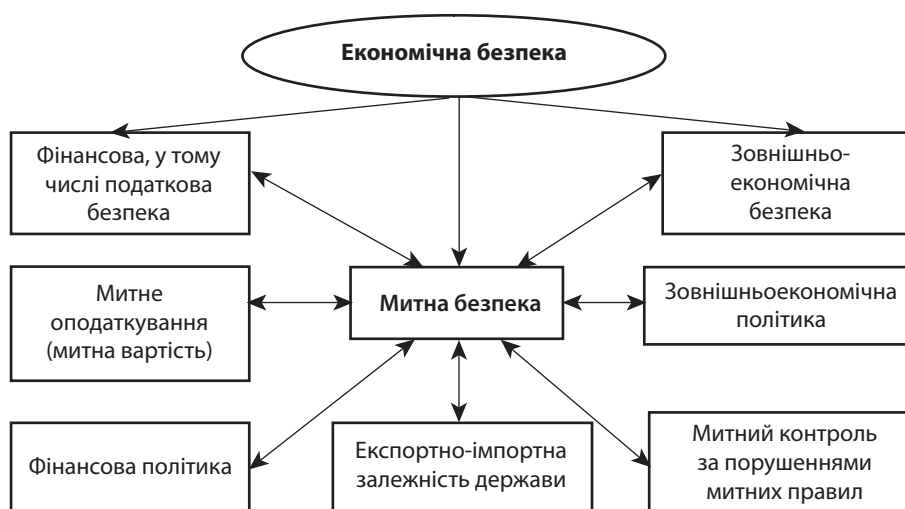 Економічна безпека
Фінансова, у тому
числі податкова
безпека
Зовнішньо-
економічна
безпека
Митне
оподаткування
(митна вартість)
Митна безпека
Зовнішньоекономічна
політика
Фінансова політика
Експортно-імпортна
залежність держави
Митний контроль
за порушеннями
митних правил